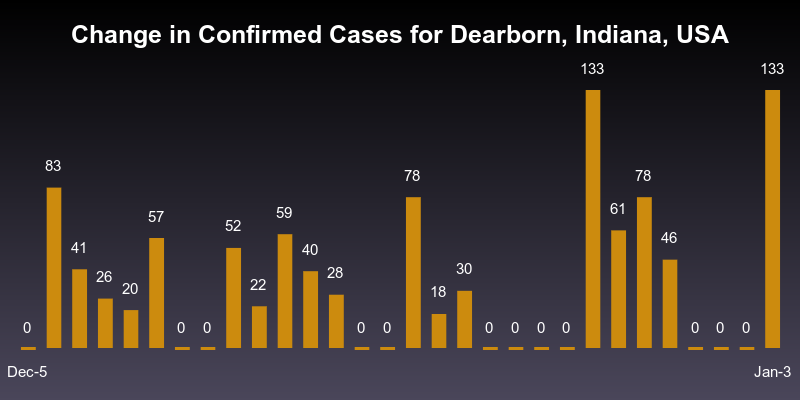 Change in Confirmed Cases for Dearborn, Indiana, USA
0 83 41 26 20 57 0 0 52 22 59 40 28 0 0 78 18 30 0 0 0 0 133 61 78 46 0 0 0 133
Dec-5 Jan-3